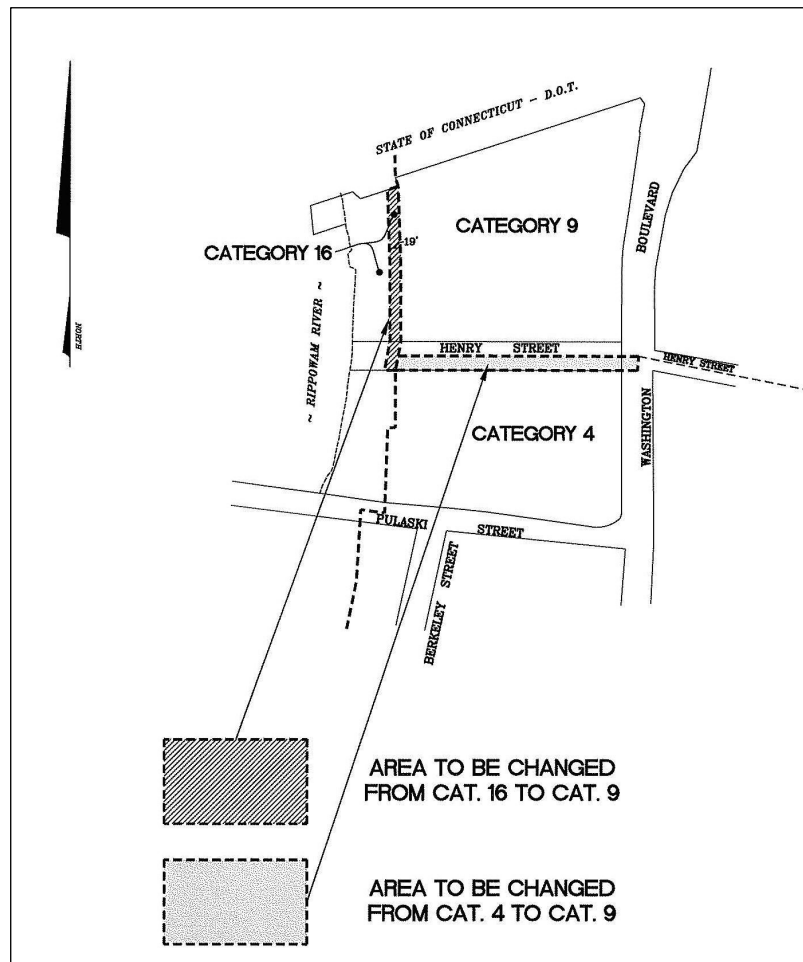 STATE OF CONNECTICUT - D.O.T.
BOULEVARD
CATEGORY 9
CATEGORY 16
19'
~ RIPPOWAM RIVER ~
NORTH
HENRY STREET
HENRY STREET
WASHINGTON
CATEGORY 4
PULASKI STREET
BERKELEY STREET
AREA TO BE CHANGED
FROM CAT. 16 TO CAT. 9
AREA TO BE CHANGED
FROM CAT. 4 TO CAT. 9